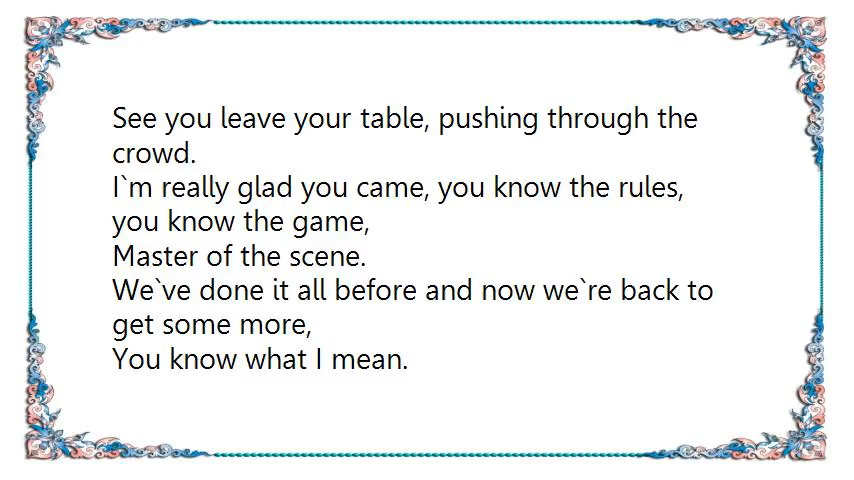 See you leave your table, pushing through the
crowd.
I`m really glad you came, you know the rules,
you know the game,
Master of the scene.
We`ve done it all before and now we`re back to
get some more,
You know what I mean.